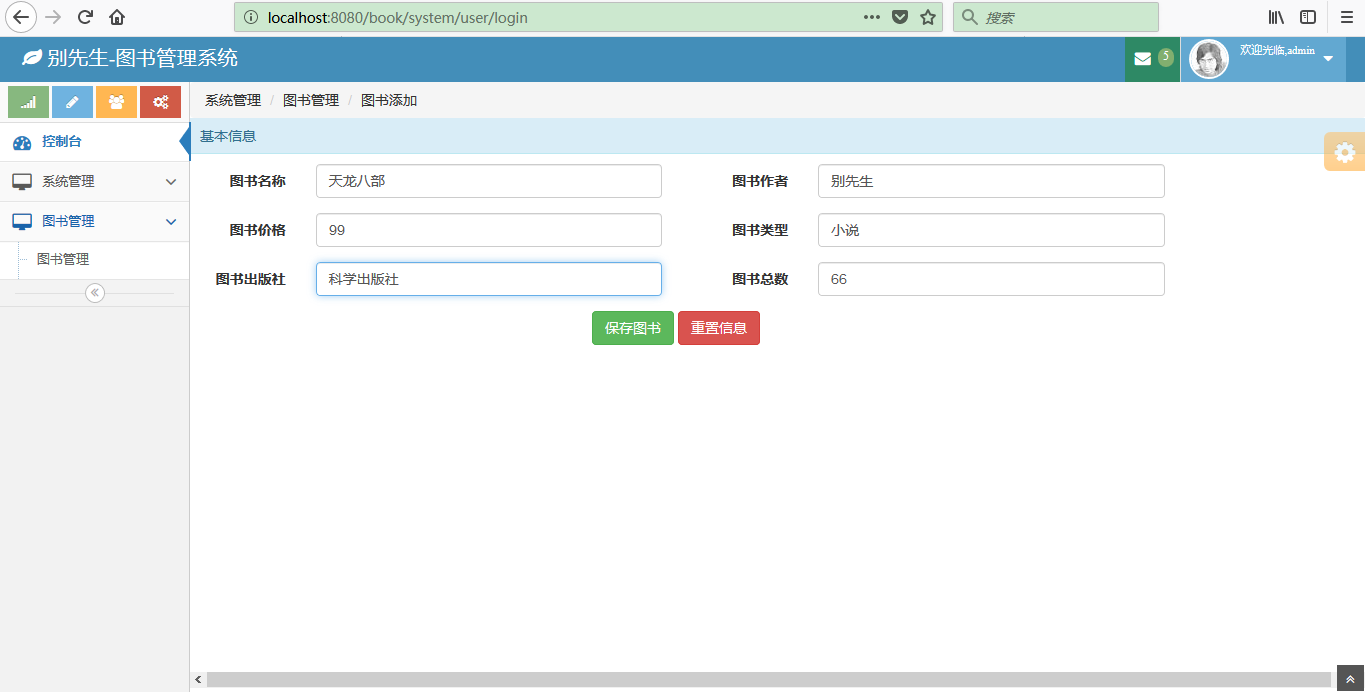 localhost:8080/book/system/user/login
搜索
别先生-图书管理系统
5
欢迎光临,admin
系统管理 / 图书管理 / 图书添加
控制台
基本信息
系统管理
图书管理
图书管理
图书名称 天龙八部 图书作者 别先生
图书价格 99 图书类型 小说
图书出版社 科学出版社 图书总数 66
保存图书 重置信息